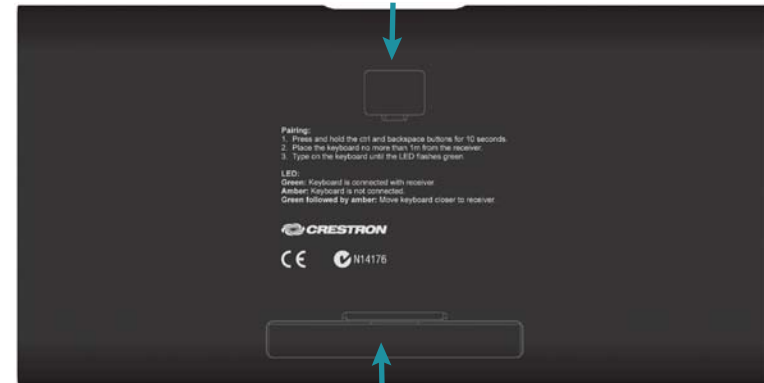 Pairing:
1. Press and hold the ctrl and backspace buttons for 10 seconds.
2. Place the keyboard no more than 1m from the receiver.
3. Type on the keyboard until the LED flashes green.
LED:
Green: Keyboard is connected with receiver
Amber: Keyboard is not connected.
Green followed by amber: Move keyboard closer to receiver.
CRESTRON
CE N14176